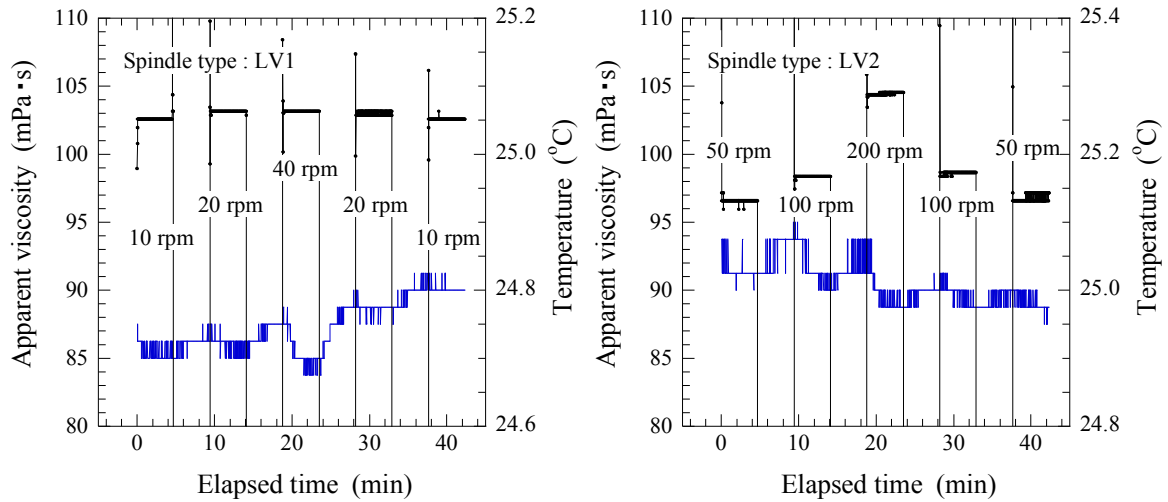 110
105
100
95
90
85
80
Apparent viscosity (mPa・s)
Spindle type : LV1
10 rpm
20 rpm
40 rpm
20 rpm
10 rpm
25.2
25.0
24.8
24.6
Temperature (°C)
0
10
20
30
40
Elapsed time (min)
110
105
100
95
90
85
80
Apparent viscosity (mPa・s)
Spindle type : LV2
50 rpm
100 rpm
200 rpm
100 rpm
50 rpm
25.4
25.2
25.0
24.8
Temperature (°C)
0
10
20
30
40
Elapsed time (min)